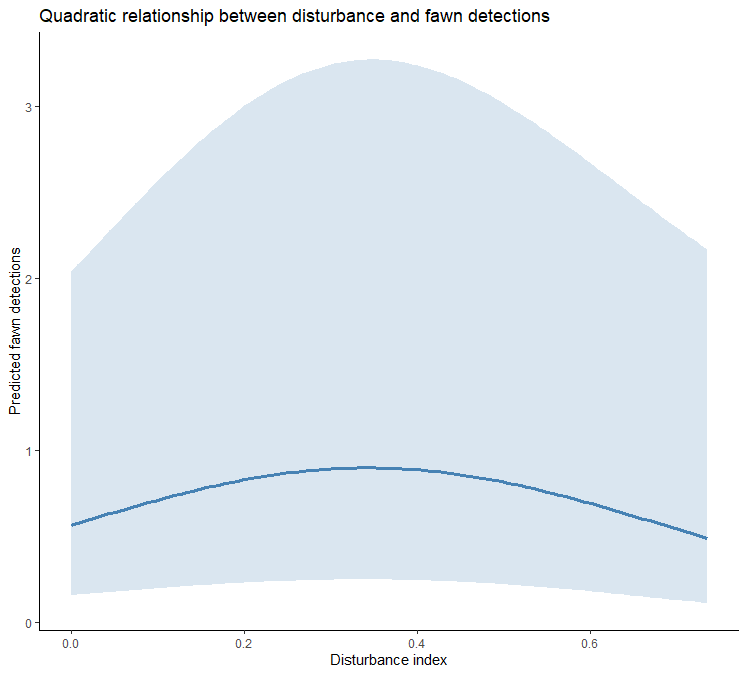 Quadratic relationship between disturbance and fawn detections
Predicted fawn detections
3
2
1
0
0.0
0.2
0.4
0.6
Disturbance index